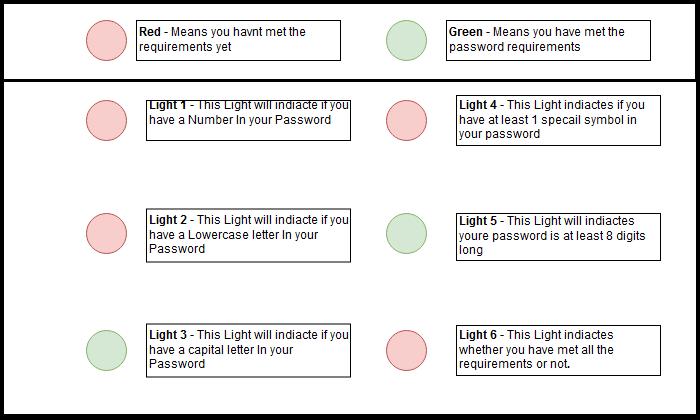 Red - Means you havnt met the
requirements yet
Green - Means you have met the
password requirements
Light 1 - This Light will indiacte if you
have a Number In your Password
Light 4 - This Light indiactes if you
have at least 1 specail symbol in
your password
Light 2 - This Light will indiacte if you
have a Lowercase letter In your
Password
Light 5 - This Light will indiactes
youre password is at least 8 digits
long
Light 3 - This Light will indiacte if you
have a capital letter In your
Password
Light 6 - This Light indiactes
whether you have met all the
requirements or not.